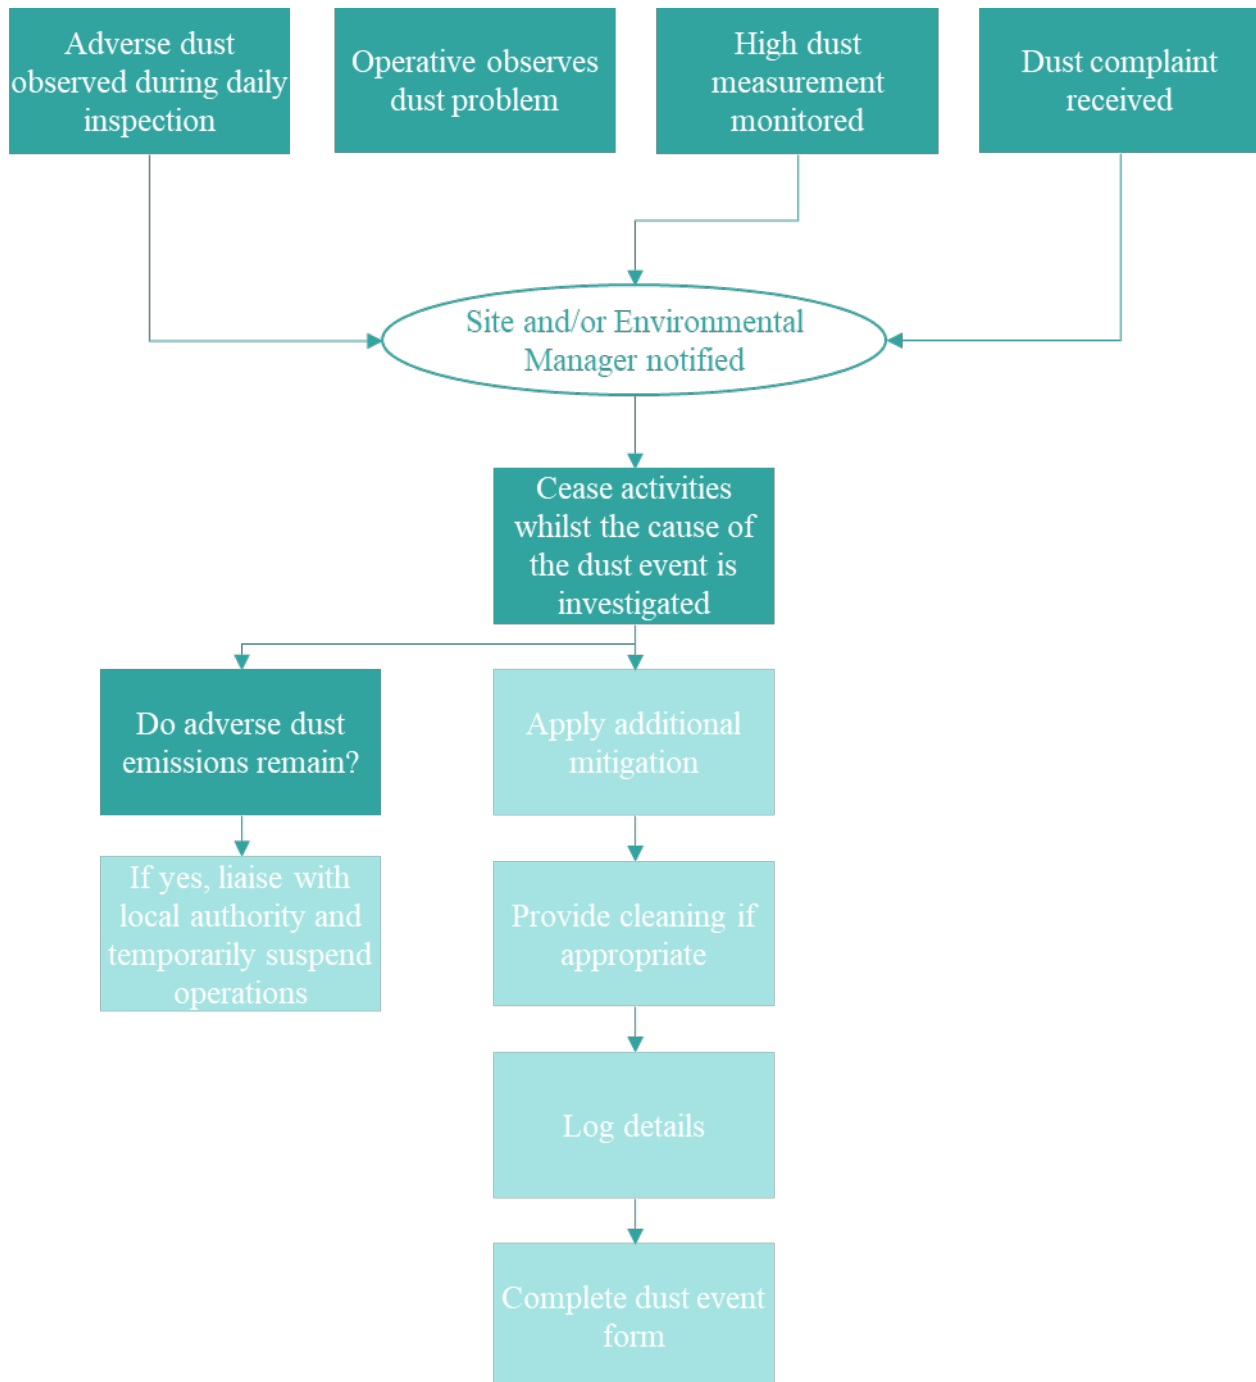 Adverse dust
observed during daily
inspection
Operative observes
dust problem
High dust
measurement
monitored
Dust complaint
received
Site and/or Environmental
Manager notified
Cease activities
whilst the cause of
the dust event is
investigated
Do adverse dust
emissions remain?
If yes, liaise with
local authority and
temporarily suspend
operations
Apply additional
mitigation
Provide cleaning if
appropriate
Log details
Complete dust event
form